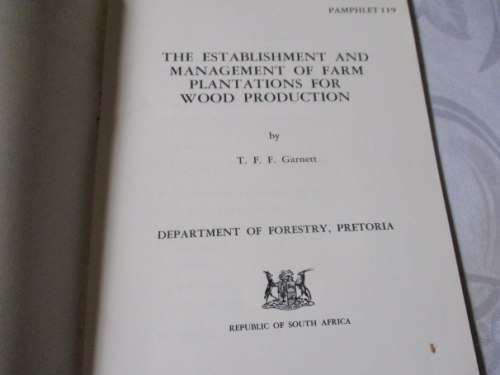 PAMPHLET 119
THE ESTABLISHMENT AND
MANAGEMENT OF FARM
PLANTATIONS FOR
WOOD PRODUCTION
by
T. F. F. Garnett
DEPARTMENT OF FORESTRY, PRETORIA
REPUBLIC OF SOUTH AFRICA